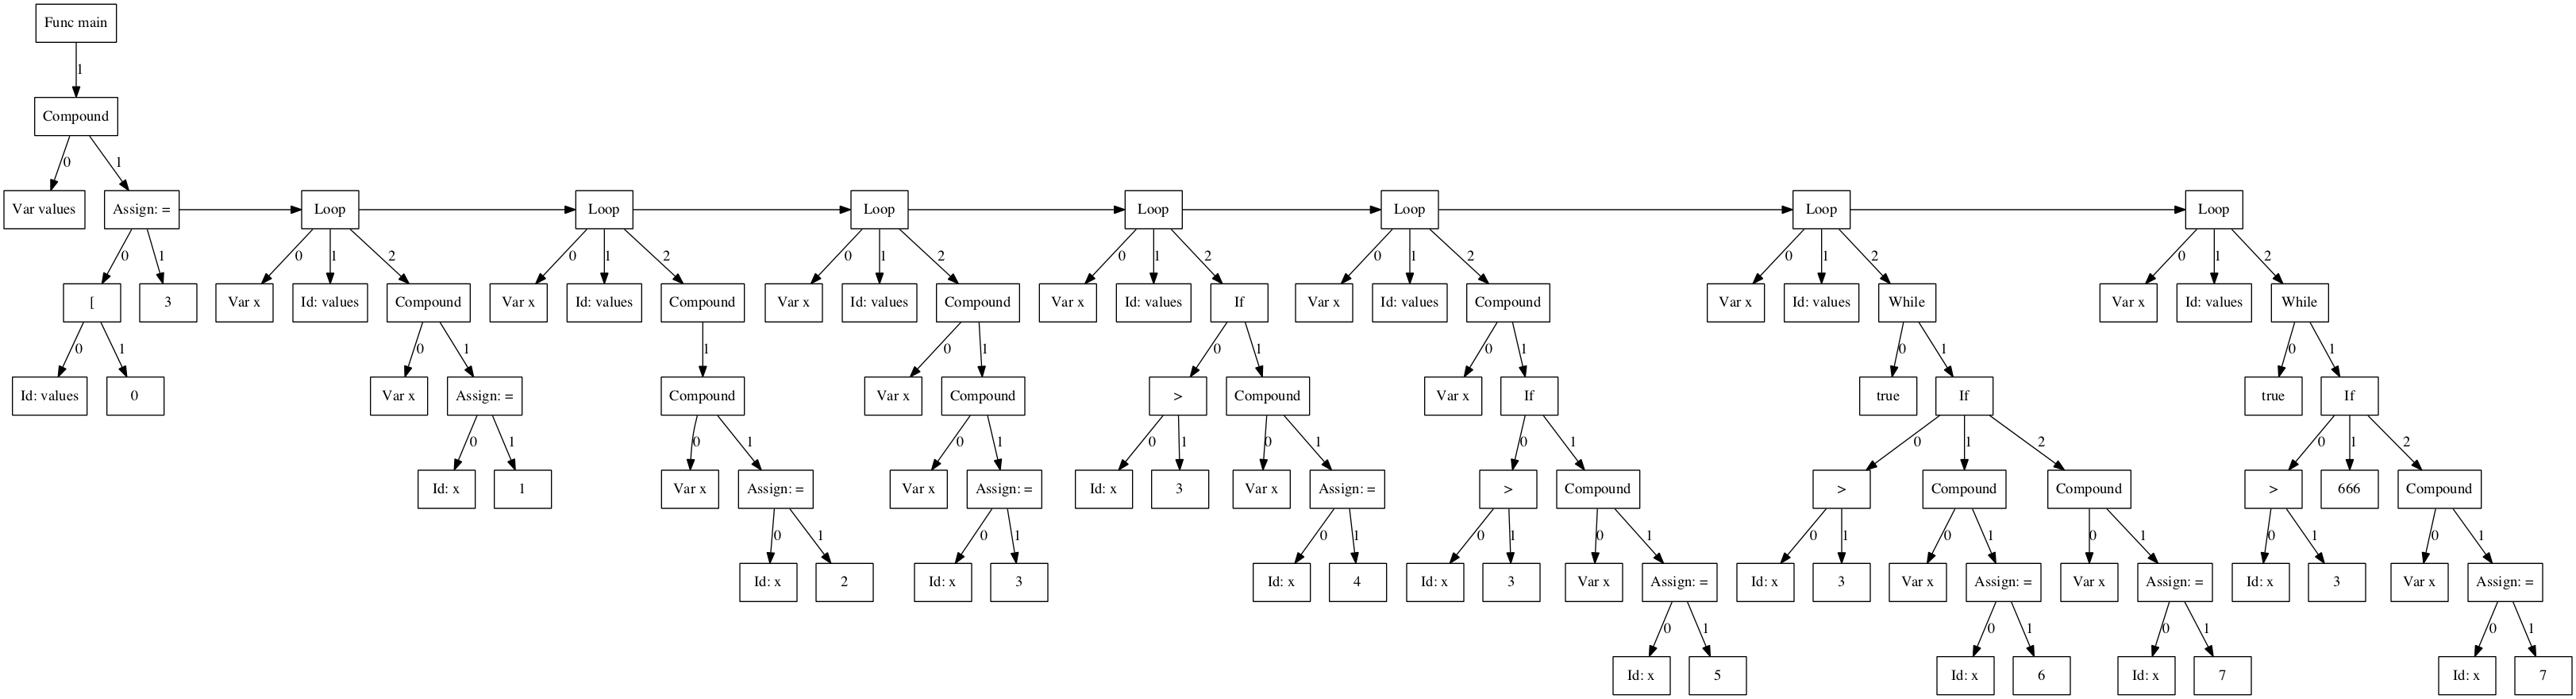 Func main
1
Compound
0 1
Var values Assign: = Loop Loop Loop Loop Loop Loop Loop
0 1 0 1 2 0 1 2 0 1 2 0 1 2 0 1 2 0 1 2 0 1 2
[ 3 Var x Id: values Compound Var x Id: values Compound Var x Id: values Compound Var x Id: values If Var x Id: values Compound Var x Id: values While Var x Id: values While
0 1 0 1 1 0 1 0 1 0 1 0 1 0 1
Id: values 0 Var x Assign: = Compound Var x Compound > Compound Var x If true If true If
0 1 0 1 0 1 0 1 0 1 0 1 0 1 2 0 1 2
Id: x 1 Var x Assign: = Var x Assign: = Id: x 3 Var x Assign: = > Compound > Compound Compound > 666 Compound
0 1 0 1 0 1 0 1 0 1 0 1 0 1 0 1 0 1 0 1
Id: x 2 Id: x 3 Id: x 4 Id: x 3 Var x Assign: = Id: x 3 Var x Assign: = Var x Assign: = Id: x 3 Var x Assign: =
0 1 0 1 0 1 0 1
Id: x 5 Id: x 6 Id: x 7 Id: x 7